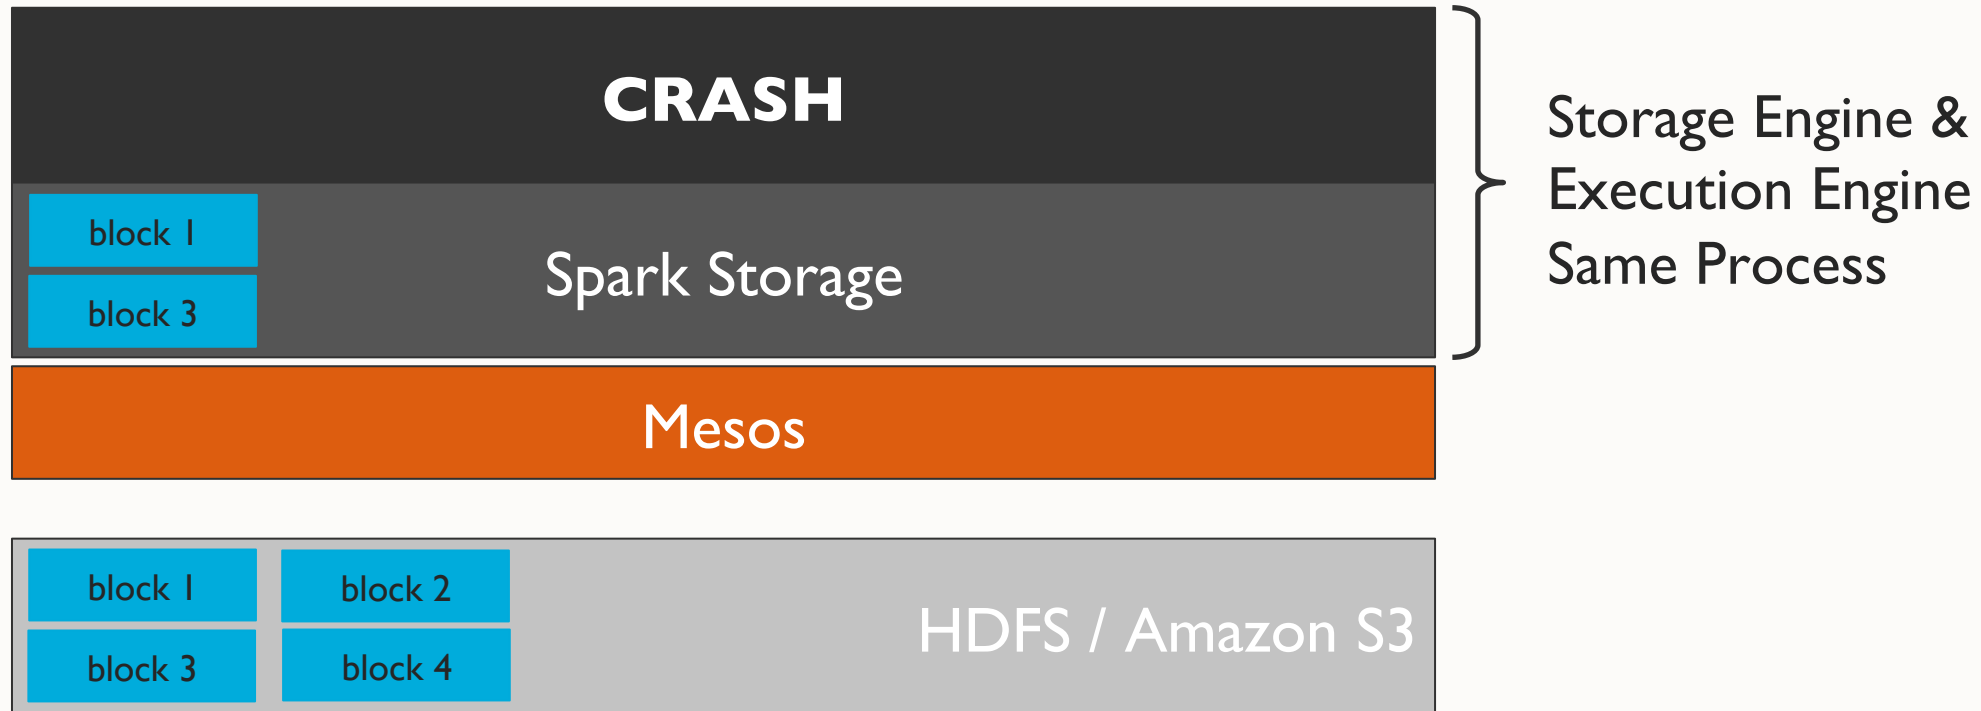 CRASH
Storage Engine &
Execution Engine
Same Process
block 1
Spark Storage
block 3
Mesos
block 1
block 2
HDFS / Amazon S3
block 3
block 4